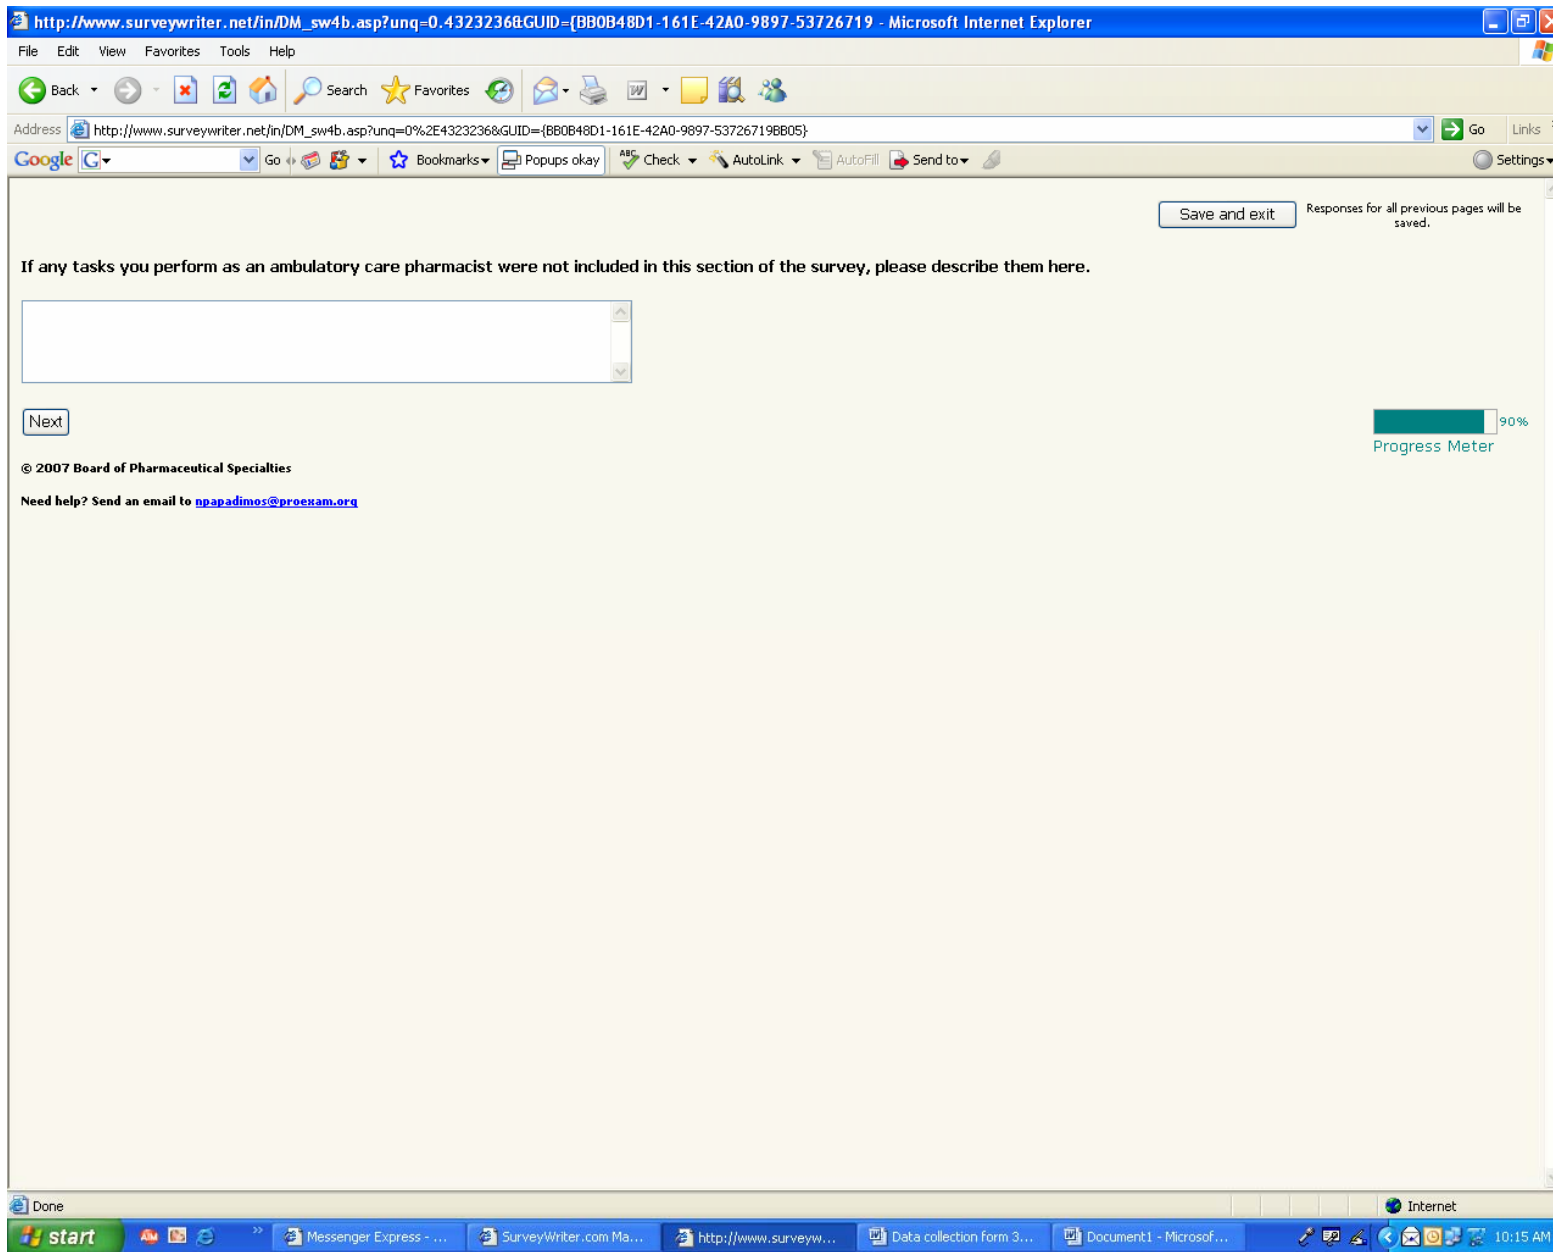 http://www.surveywriter.net/in/DM_sw4b.asp?unq=0.4323236&GUID={BB0B48D1-161E-42A0-9897-53726719 - Microsoft Internet Explorer
File Edit View Favorites Tools Help
Back Search Favorites W
Address http://www.surveywriter.net/in/DM_sw4b.asp?unq=0%2E4323236&GUID={BB0B48D1-161E-42A0-9897-53726719BB05} Go Links
Google G Go Bookmarks Popups okay ABC Check AutoLink AutoFill Send to Settings
Save and exit Responses for all previous pages will be
saved.
If any tasks you perform as an ambulatory care pharmacist were not included in this section of the survey, please describe them here.
Next 90%
Progress Meter
© 2007 Board of Pharmaceutical Specialties
Need help? Send an email to npapadimos@proexam.org
Done Internet
start Messenger Express - ... SurveyWriter.com Ma... http://www.surveyw... Data collection form 3... Document1 - Microsof... 10:15 AM